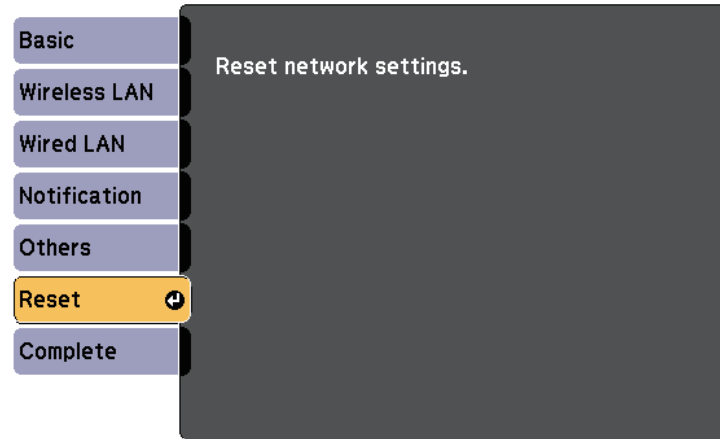 Basic
Wireless LAN
Wired LAN
Notification
Others
Reset
Complete
Reset network settings.